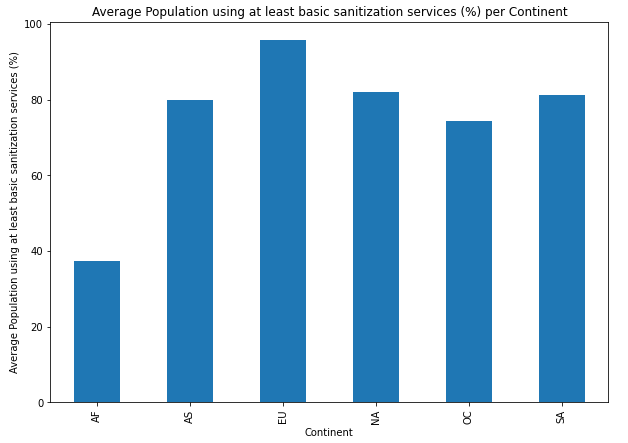 Average Population using at least basic sanitization services (%) per Continent
Average Population using at least basic sanitization services (%)
100
80
60
40
20
0
AF
AS
EU
NA
OC
SA
Continent